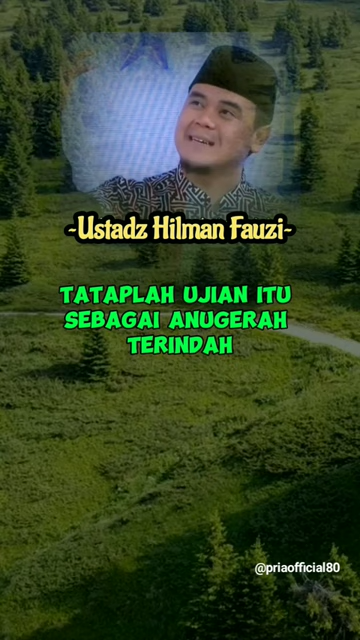 -Ustadz Hilman Fauzi-
TATAPLAH UJIAN ITU
SEBAGAI ANUGERAH
TERINDAH
@priaofficial80